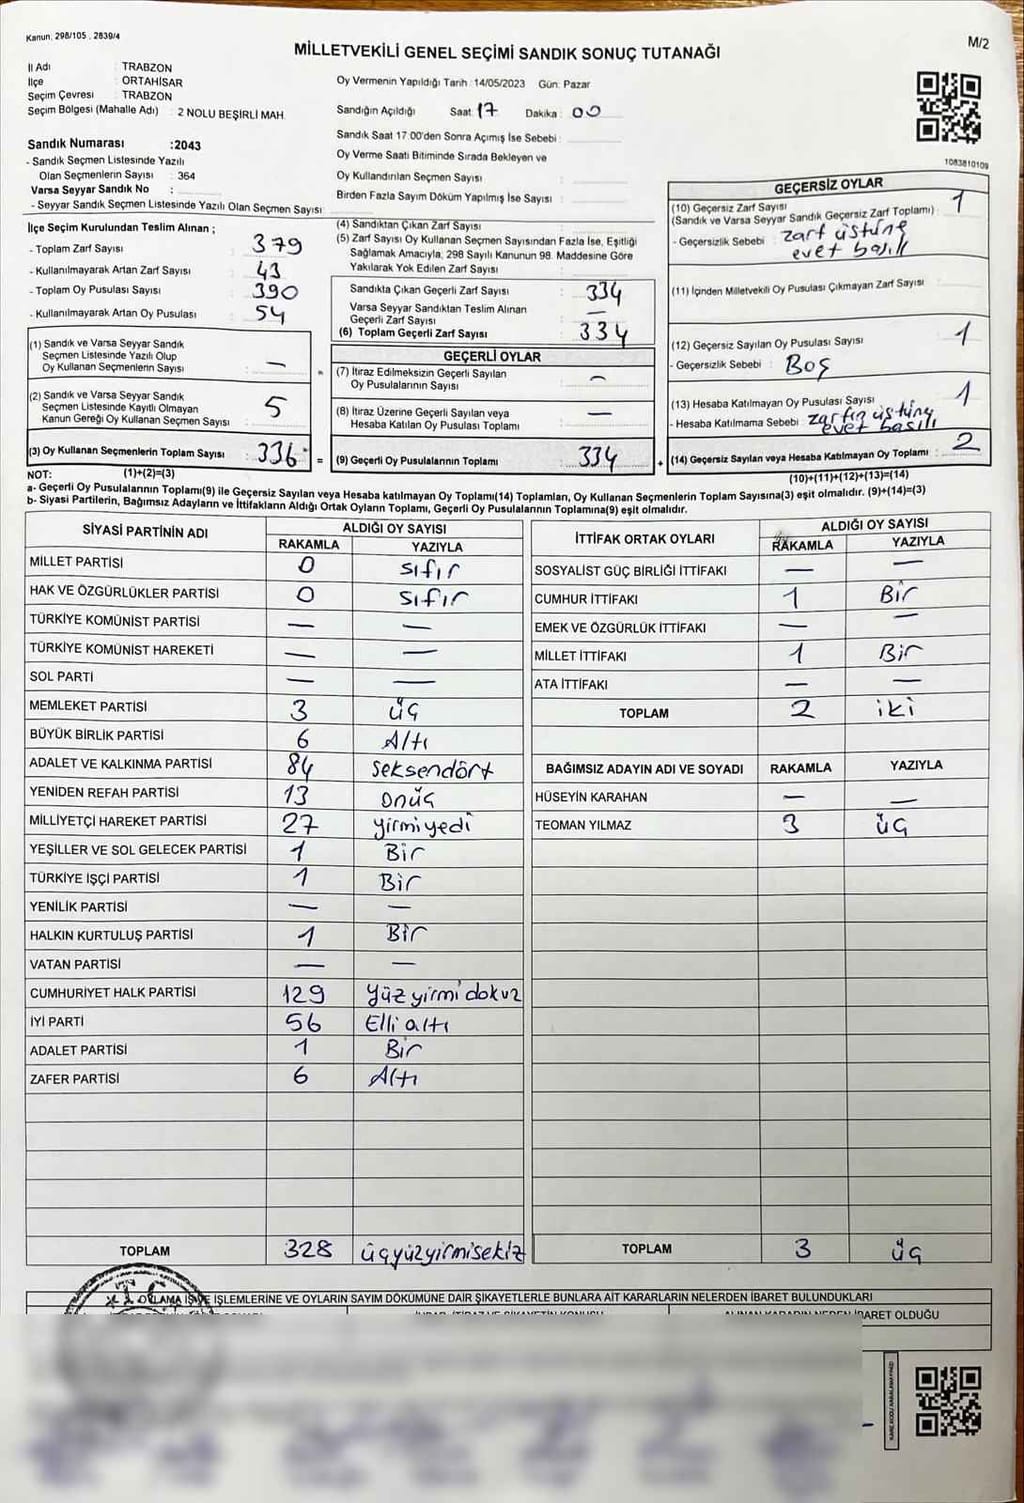 Kanun. 298/105 . 2839/4
M/2
MİLLETVEKİLİ GENEL SEÇİMİ SANDIK SONUÇ TUTANAĞI
İl Adı : TRABZON
İlçe : ORTAHİSAR
Seçim Çevresi : TRABZON
Seçim Bölgesi (Mahalle Adı) : 2 NOLU BEŞİRLİ MAH.
Oy Vermenin Yapıldığı Tarih : 14/05/2023 Gün: Pazar
Sandığın Açıldığı Saat: 17 Dakika : 00
Sandık Saat 17:00'den Sonra Açımış İse Sebebi :
Oy Verme Saati Bitiminde Sırada Bekleyen ve
Oy Kullandırılan Seçmen Sayısı :
Birden Fazla Sayım Döküm Yapılmış İse Sayısı :
Sandık Numarası :2043
- Sandık Seçmen Listesinde Yazılı
Olan Seçmenlerin Sayısı : 364
Varsa Seyyar Sandık No :
- Seyyar Sandık Seçmen Listesinde Yazılı Olan Seçmen Sayısı :
1083810109
İlçe Seçim Kurulundan Teslim Alınan ;
- Toplam Zarf Sayısı : 379
- Kullanılmayarak Artan Zarf Sayısı : 43
- Toplam Oy Pusulası Sayısı : 390
- Kullanılmayarak Artan Oy Pusulası : 54
(1) Sandık ve Varsa Seyyar Sandık
Seçmen Listesinde Yazılı Olup
Oy Kullanan Seçmenlerin Sayısı : —
(2) Sandık ve Varsa Seyyar Sandık
Seçmen Listesinde Kayıtlı Olmayan
Kanun Gereği Oy Kullanan Seçmen Sayısı : 5
(3) Oy Kullanan Seçmenlerin Toplam Sayısı : 336
(4) Sandıktan Çıkan Zarf Sayısı :
(5) Zarf Sayısı Oy Kullanan Seçmen Sayısından Fazla İse, Eşitliği
Sağlamak Amacıyla; 298 Sayılı Kanunun 98. Maddesine Göre
Yakılarak Yok Edilen Zarf Sayısı :
Sandıkta Çıkan Geçerli Zarf Sayısı : 334
Varsa Seyyar Sandıktan Teslim Alınan
Geçerli Zarf Sayısı : —
(6) Toplam Geçerli Zarf Sayısı : 334
GEÇERLİ OYLAR
(7) İtiraz Edilmeksizin Geçerli Sayılan
Oy Pusulalarının Sayısı : —
(8) İtiraz Üzerine Geçerli Sayılan veya
Hesaba Katılan Oy Pusulası Toplamı : —
= (9) Geçerli Oy Pusulalarının Toplamı : 334
GEÇERSİZ OYLAR
(10) Geçersiz Zarf Sayısı
(Sandık ve Varsa Seyyar Sandık Geçersiz Zarf Toplamı) : 1
- Geçersizlik Sebebi : zarf üstüne
evet basılı
(11) İçinden Milletvekili Oy Pusulası Çıkmayan Zarf Sayısı :
(12) Geçersiz Sayılan Oy Pusulası Sayısı : 1
- Geçersizlik Sebebi : Boş
(13) Hesaba Katılmayan Oy Pusulası Sayısı : 1
- Hesaba Katılmama Sebebi : zarfın üstüne
evet basılı
+ (14) Geçersiz Sayılan veya Hesaba Katılmayan Oy Toplamı : 2
NOT: (1)+(2)=(3)
(10)+(11)+(12)+(13)=(14)
a- Geçerli Oy Pusulalarının Toplamı(9) ile Geçersiz Sayılan veya Hesaba katılmayan Oy Toplamı(14) Toplamları, Oy Kullanan Seçmenlerin Toplam Sayısına(3) eşit olmalıdır. (9)+(14)=(3)
b- Siyasi Partilerin, Bağımsız Adayların ve İttifakların Aldığı Ortak Oyların Toplamı, Geçerli Oy Pusulalarının Toplamına(9) eşit olmalıdır.
SİYASİ PARTİNİN ADI ALDIĞI OY SAYISI
RAKAMLA YAZIYLA
MİLLET PARTİSİ 0 sıfır
HAK VE ÖZGÜRLÜKLER PARTİSİ 0 sıfır
TÜRKİYE KOMÜNİST PARTİSİ — —
TÜRKİYE KOMÜNİST HAREKETİ — —
SOL PARTİ — —
MEMLEKET PARTİSİ 3 üç
BÜYÜK BİRLİK PARTİSİ 6 Altı
ADALET VE KALKINMA PARTİSİ 84 seksendört
YENİDEN REFAH PARTİSİ 13 onüç
MİLLİYETÇİ HAREKET PARTİSİ 27 yirmiyedi
YEŞİLLER VE SOL GELECEK PARTİSİ 1 Bir
TÜRKİYE İŞÇİ PARTİSİ 1 Bir
YENİLİK PARTİSİ — —
HALKIN KURTULUŞ PARTİSİ 1 Bir
VATAN PARTİSİ — —
CUMHURİYET HALK PARTİSİ 129 yüz yirmi dokuz
İYİ PARTİ 56 Elli altı
ADALET PARTİSİ 1 Bir
ZAFER PARTİSİ 6 Altı
TOPLAM 328 üçyüzyirmisekiz
İTTİFAK ORTAK OYLARI ALDIĞI OY SAYISI
RAKAMLA YAZIYLA
SOSYALİST GÜÇ BİRLİĞİ İTTİFAKI — —
CUMHUR İTTİFAKI 1 Bir
EMEK VE ÖZGÜRLÜK İTTİFAKI — —
MİLLET İTTİFAKI 1 Bir
ATA İTTİFAKI — —
TOPLAM 2 iki
BAĞIMSIZ ADAYIN ADI VE SOYADI RAKAMLA YAZIYLA
HÜSEYİN KARAHAN — —
TEOMAN YILMAZ 3 üç
TOPLAM 3 üç
İŞLEMLERİNE VE OYLARIN SAYIM DÖKÜMÜNE DAİR ŞİKAYETLERLE BUNLARA AİT KARARLARIN NELERDEN İBARET BULUNDUKLARI
İBARET OLDUĞU